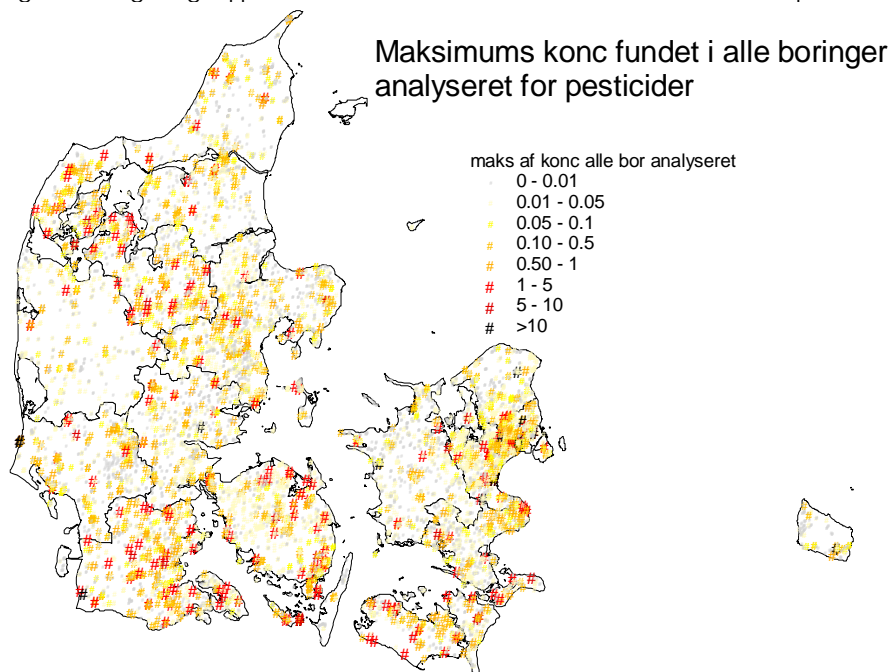 Maksimums konc fundet i alle boringer
analyseret for pesticider
maks af konc alle bor analyseret
0 - 0.01
0.01 - 0.05
0.05 - 0.1
0.10 - 0.5
0.50 - 1
1 - 5
5 - 10
>10